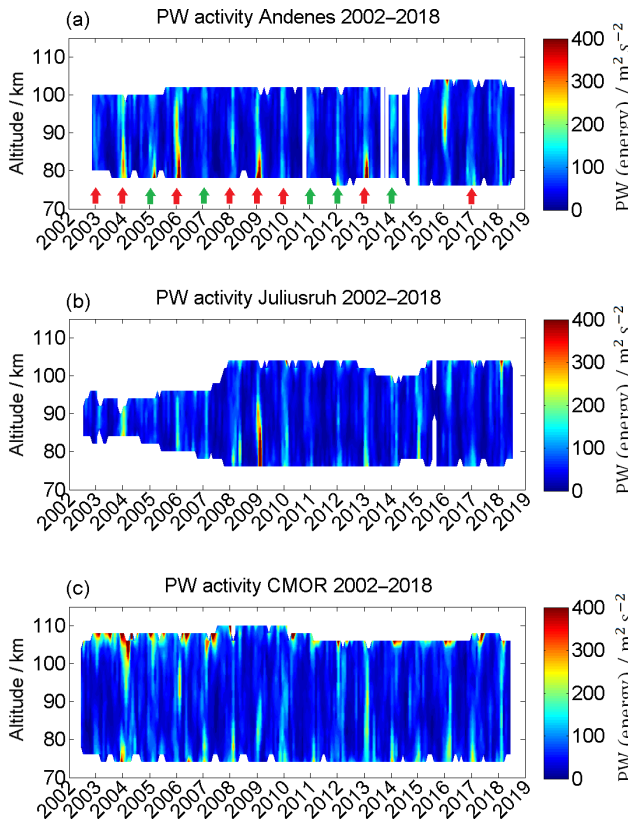 (a) PW activity Andenes 2002–2018
Altitude / km
110
100
90
80
70
2002 2003 2004 2005 2006 2007 2008 2009 2010 2011 2012 2013 2014 2015 2016 2017 2018 2019
400
300
200
100
0
PW (energy) / m² s⁻²
(b) PW activity Juliusruh 2002–2018
Altitude / km
110
100
90
80
70
2002 2003 2004 2005 2006 2007 2008 2009 2010 2011 2012 2013 2014 2015 2016 2017 2018 2019
400
300
200
100
0
PW (energy) / m² s⁻²
(c) PW activity CMOR 2002–2018
Altitude / km
110
100
90
80
70
2002 2003 2004 2005 2006 2007 2008 2009 2010 2011 2012 2013 2014 2015 2016 2017 2018 2019
400
300
200
100
0
PW (energy) / m² s⁻²